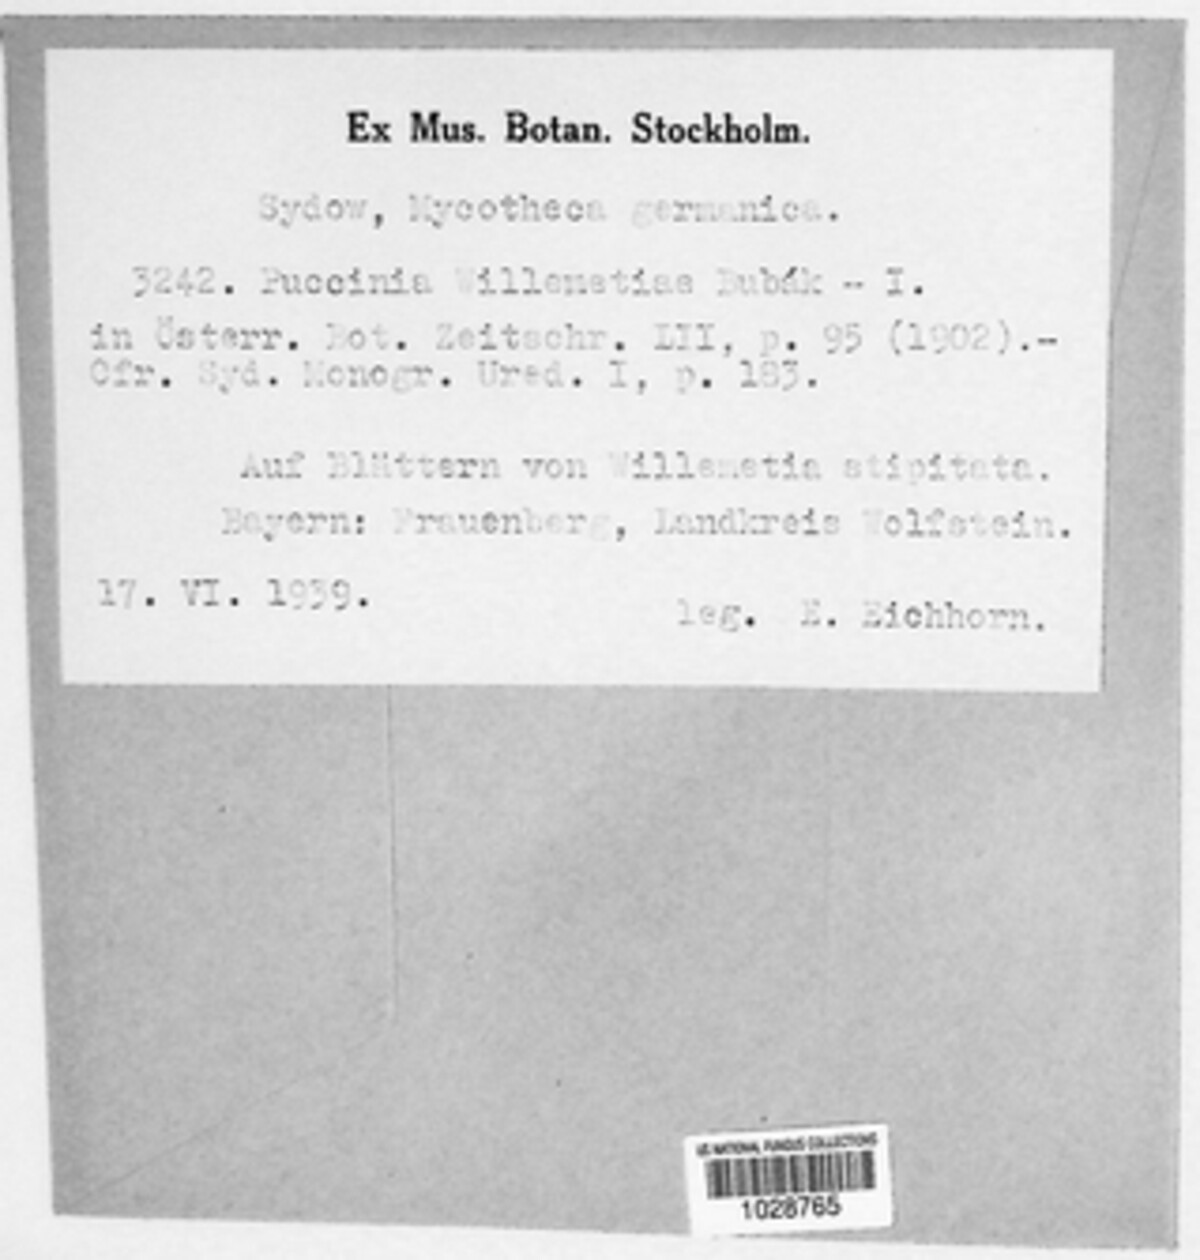 Ex Mus. Botan. Stockholm.
Sydow, Mycotheca germanica.
3242. Puccinia Willemetiae Bubák - I.
in Österr. Bot. Zeitschr. LII, p. 95 (1902).-
Cfr. Syd. Monogr. Ured. I, p. 183.
Auf Blättern von Willemetia stipitata.
Bayern: Frauenberg, Landkreis Wolfstein.
17. VI. 1939.
leg. E. Eichhorn.
US NATIONAL FUNGUS COLLECTIONS
1028765